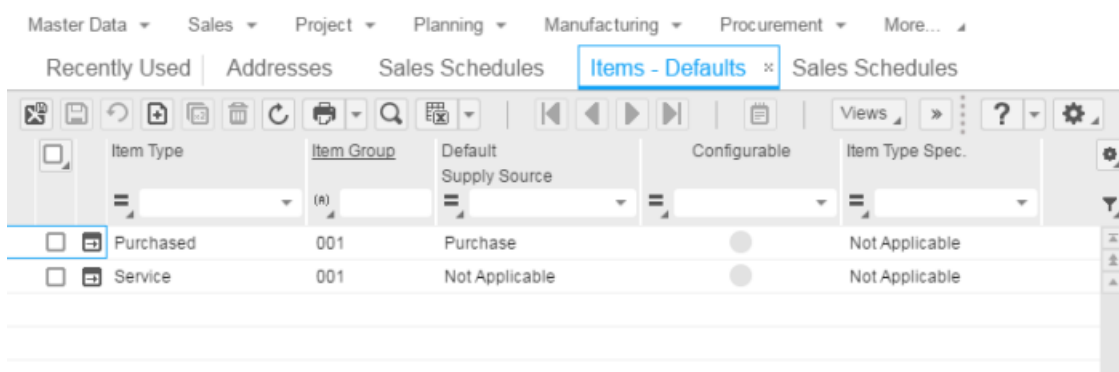 Master Data Sales Project Planning Manufacturing Procurement More...
Recently Used Addresses Sales Schedules Items - Defaults × Sales Schedules
Views » ?
Item Type Item Group Default Supply Source Configurable Item Type Spec.
Purchased 001 Purchase Not Applicable
Service 001 Not Applicable Not Applicable